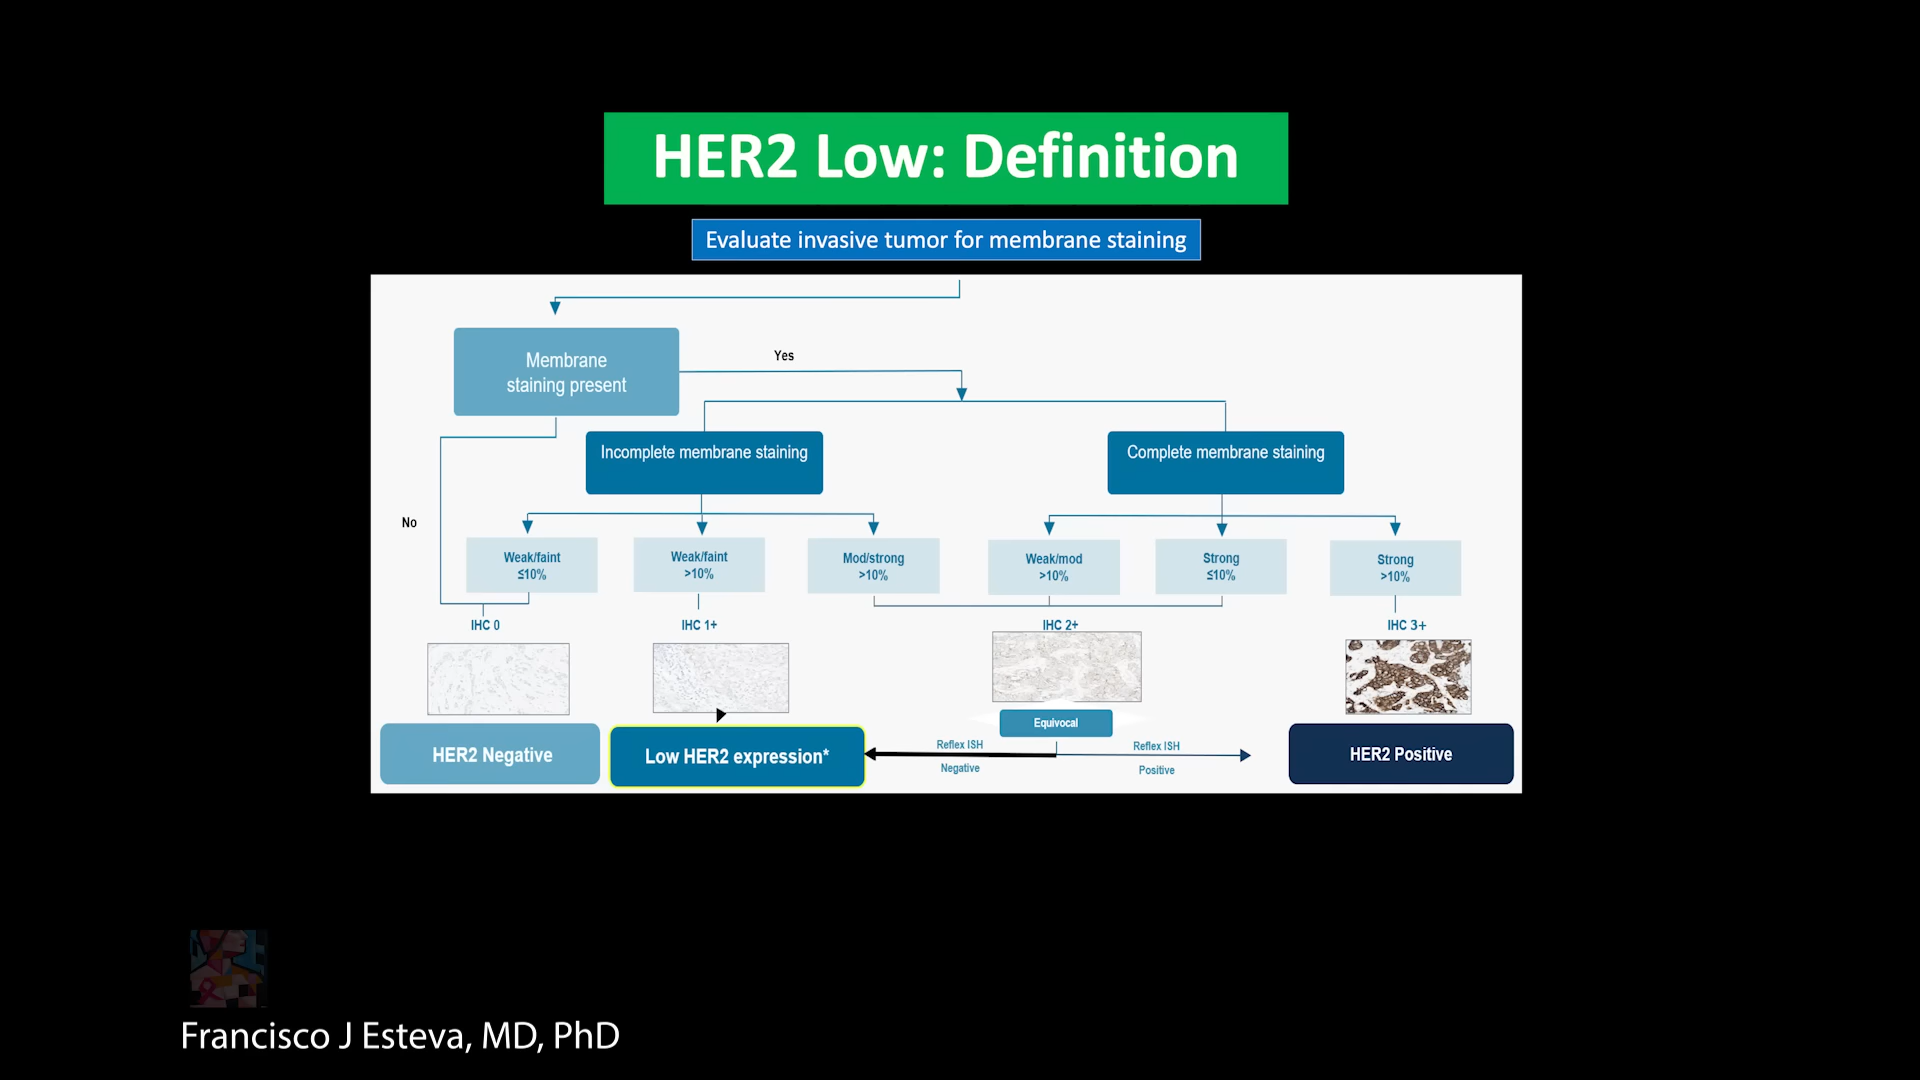 HER2 Low: Definition
Evaluate invasive tumor for membrane staining
Membrane
staining present
Yes
No
Incomplete membrane staining
Complete membrane staining
Weak/faint
≤10%
Weak/faint
>10%
Mod/strong
>10%
Weak/mod
>10%
Strong
≤10%
Strong
>10%
IHC 0
IHC 1+
IHC 2+
IHC 3+
Equivocal
HER2 Negative
Low HER2 expression*
Reflex ISH
Negative
Reflex ISH
Positive
HER2 Positive
Francisco J Esteva, MD, PhD